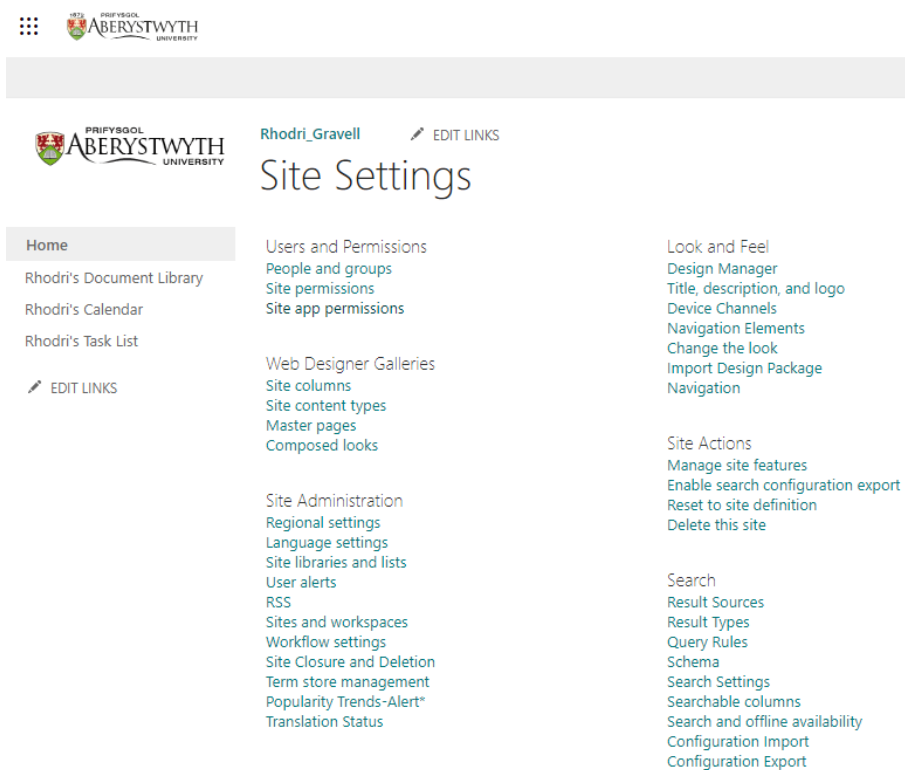 PRIFYSGOL
ABERYSTWYTH
UNIVERSITY
PRIFYSGOL
ABERYSTWYTH
UNIVERSITY
Rhodri_Gravell EDIT LINKS
Site Settings
Home
Rhodri's Document Library
Rhodri's Calendar
Rhodri's Task List
EDIT LINKS
Users and Permissions
People and groups
Site permissions
Site app permissions
Web Designer Galleries
Site columns
Site content types
Master pages
Composed looks
Site Administration
Regional settings
Language settings
Site libraries and lists
User alerts
RSS
Sites and workspaces
Workflow settings
Site Closure and Deletion
Term store management
Popularity Trends-Alert*
Translation Status
Look and Feel
Design Manager
Title, description, and logo
Device Channels
Navigation Elements
Change the look
Import Design Package
Navigation
Site Actions
Manage site features
Enable search configuration export
Reset to site definition
Delete this site
Search
Result Sources
Result Types
Query Rules
Schema
Search Settings
Searchable columns
Search and offline availability
Configuration Import
Configuration Export